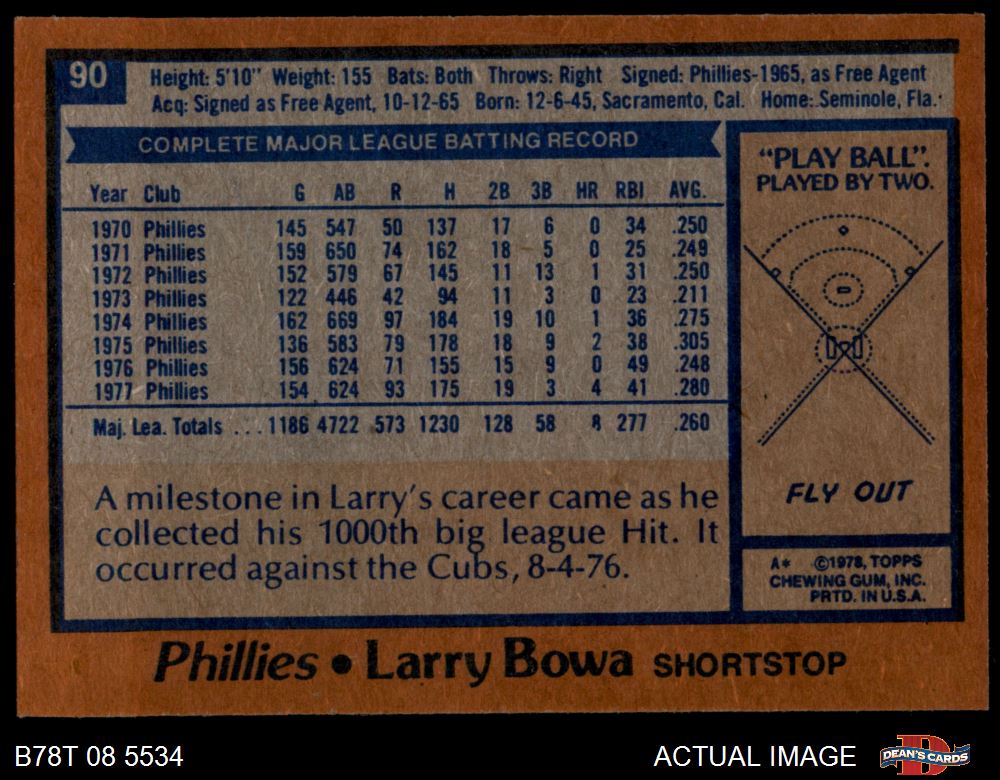 90
Height: 5'10" Weight: 155 Bats: Both Throws: Right Signed: Phillies-1965, as Free Agent
Acq: Signed as Free Agent, 10-12-65 Born: 12-6-45, Sacramento, Cal. Home: Seminole, Fla.
COMPLETE MAJOR LEAGUE BATTING RECORD
Year Club G AB R H 2B 3B HR RBI AVG.
1970 Phillies 145 547 50 137 17 6 0 34 .250
1971 Phillies 159 650 74 162 18 5 0 25 .249
1972 Phillies 152 579 67 145 11 13 1 31 .250
1973 Phillies 122 446 42 94 11 3 0 23 .211
1974 Phillies 162 669 97 184 19 10 1 36 .275
1975 Phillies 136 583 79 178 18 9 2 38 .305
1976 Phillies 156 624 71 155 15 9 0 49 .248
1977 Phillies 154 624 93 175 19 3 4 41 .280
Maj. Lea. Totals ... 1186 4722 573 1230 128 58 8 277 .260
A milestone in Larry's career came as he
collected his 1000th big league Hit. It
occurred against the Cubs, 8-4-76.
"PLAY BALL".
PLAYED BY TWO.
FLY OUT
A* ©1978, TOPPS
CHEWING GUM, INC.
PRTD. IN U.S.A.
Phillies • Larry Bowa SHORTSTOP
B78T 08 5534
ACTUAL IMAGE
D
DEAN'S CARDS